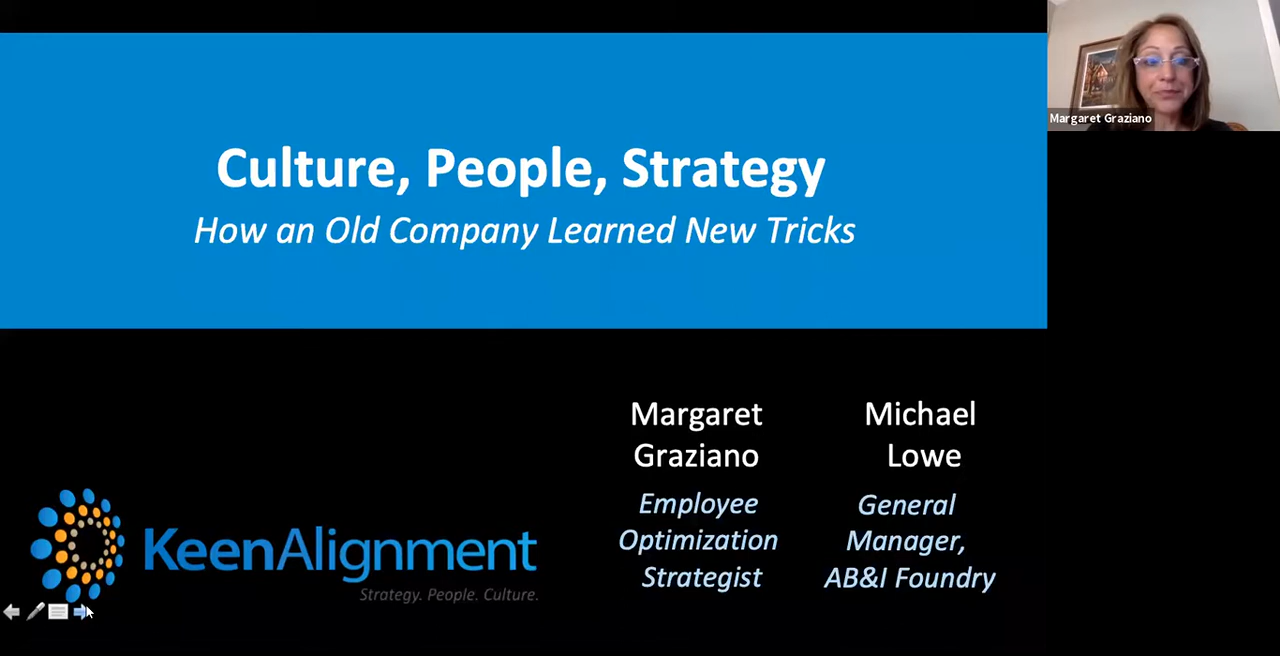 Culture, People, Strategy
How an Old Company Learned New Tricks
Margaret Graziano
Margaret
Graziano
Employee
Optimization
Strategist
Michael
Lowe
General
Manager,
AB&I Foundry
KeenAlignment
Strategy. People. Culture.